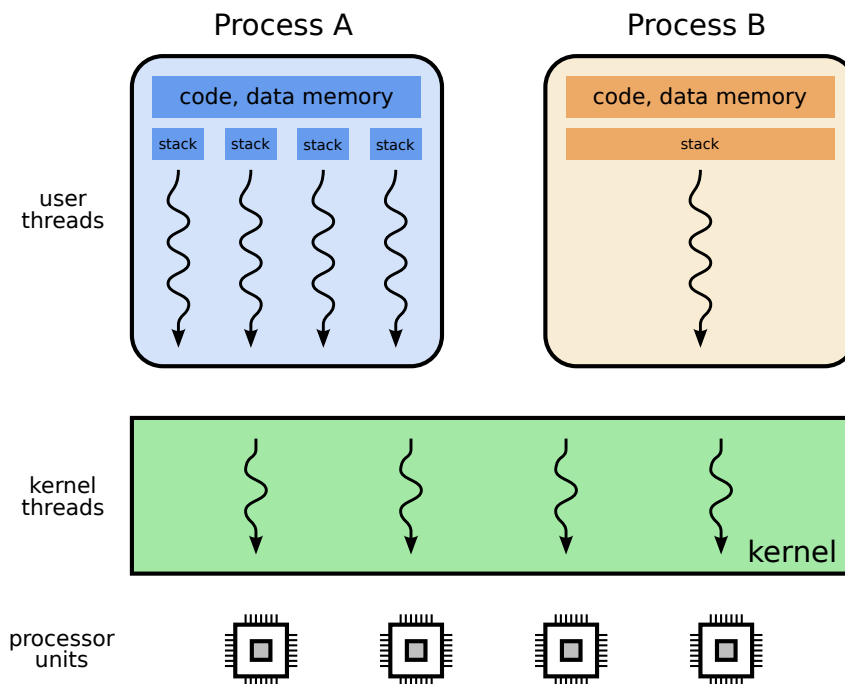 Process A
Process B
code, data memory
code, data memory
stack
stack
stack
stack
stack
user
threads
kernel
threads
kernel
processor
units